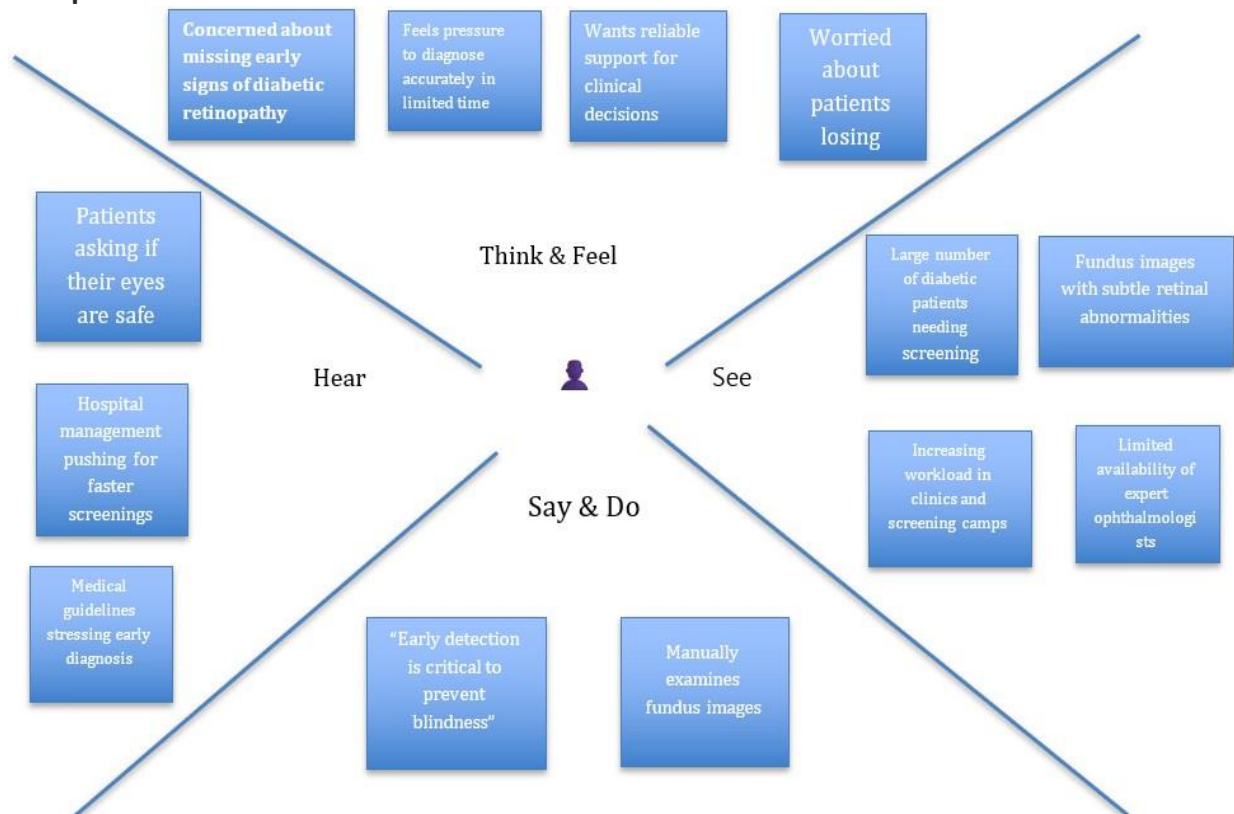 Concerned about
missing early
signs of diabetic
retinopathy
Feels pressure
to diagnose
accurately in
limited time
Wants reliable
support for
clinical
decisions
Worried
about
patients
losing
Patients
asking if
their eyes
are safe
Think & Feel
Large number
of diabetic
patients
needing
screening
Fundus images
with subtle retinal
abnormalities
Hear
See
Hospital
management
pushing for
faster
screenings
Increasing
workload in
clinics and
screening camps
Limited
availability of
expert
ophthalmologi
sts
Say & Do
Medical
guidelines
stressing early
diagnosis
“Early detection
is critical to
prevent
blindness”
Manually
examines
fundus images